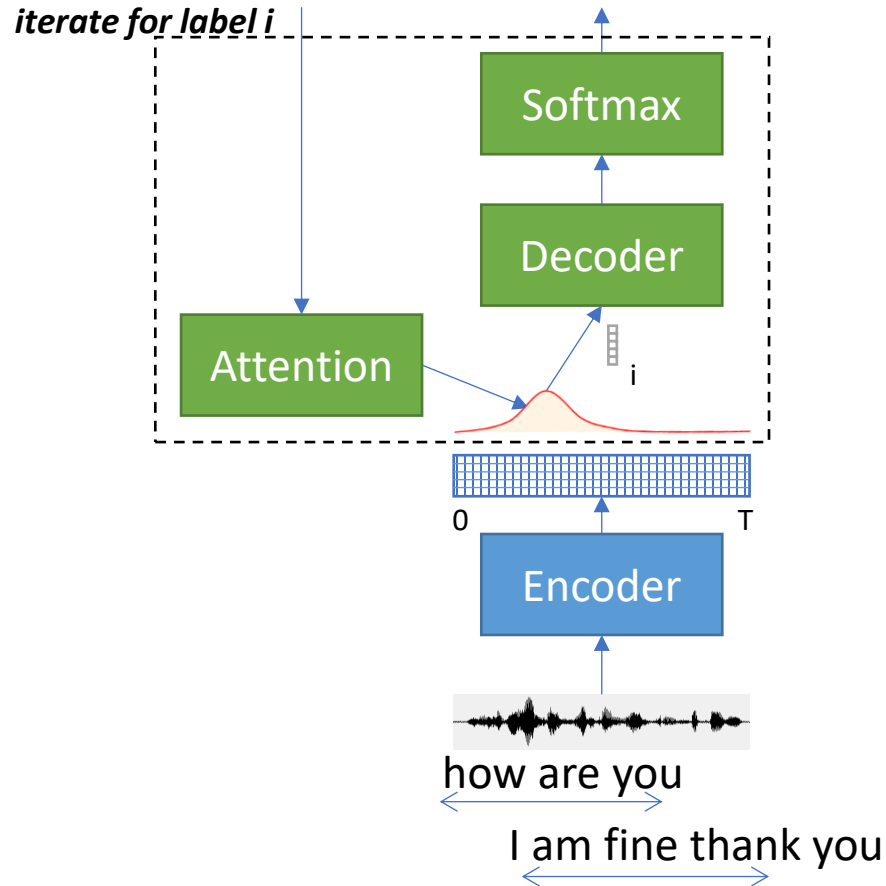 iterate for label i
Softmax
Decoder
Attention
i
0 T
Encoder
how are you
I am fine thank you